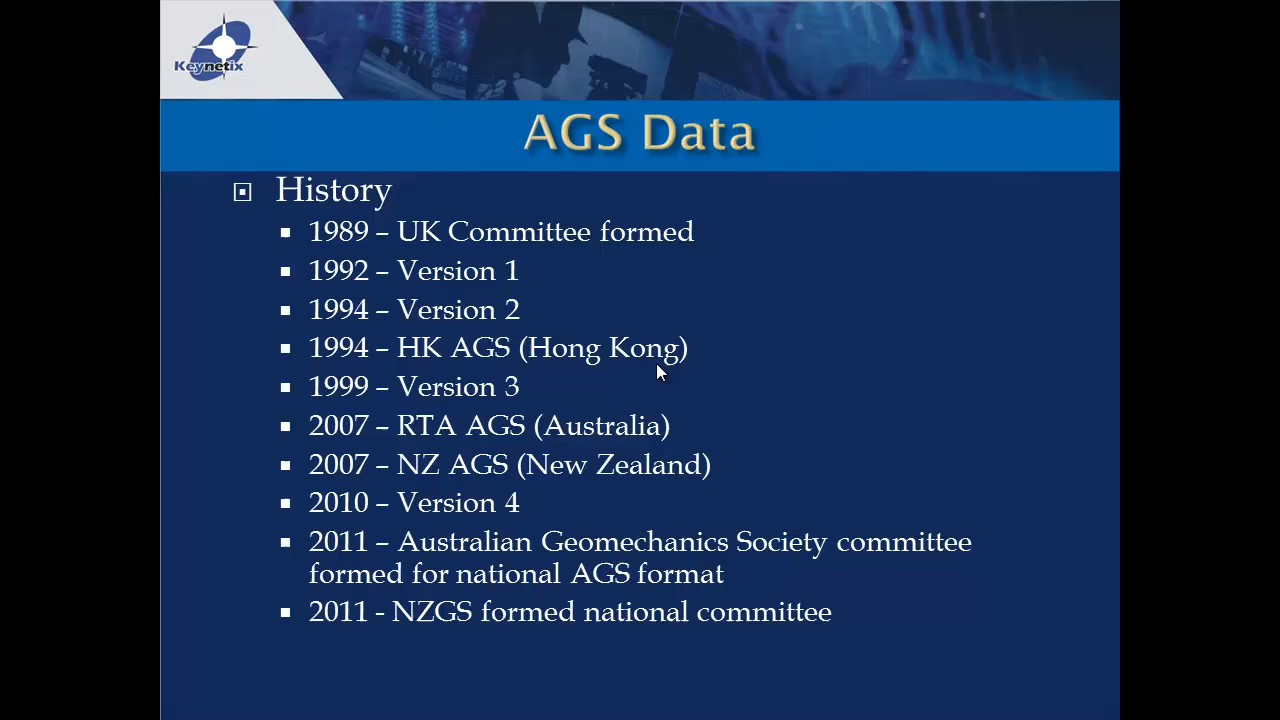 Keynetix
AGS Data
History
1989 – UK Committee formed
1992 – Version 1
1994 – Version 2
1994 – HK AGS (Hong Kong)
1999 – Version 3
2007 – RTA AGS (Australia)
2007 – NZ AGS (New Zealand)
2010 – Version 4
2011 – Australian Geomechanics Society committee
formed for national AGS format
2011 - NZGS formed national committee